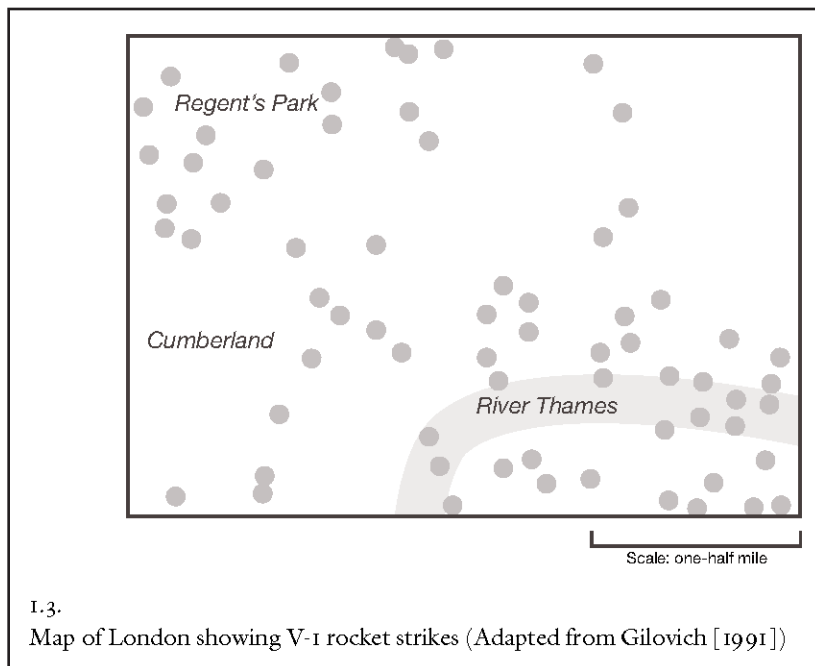 Regent's Park
Cumberland
River Thames
Scale: one-half mile
1.3.
Map of London showing V-1 rocket strikes (Adapted from Gilovich [1991])